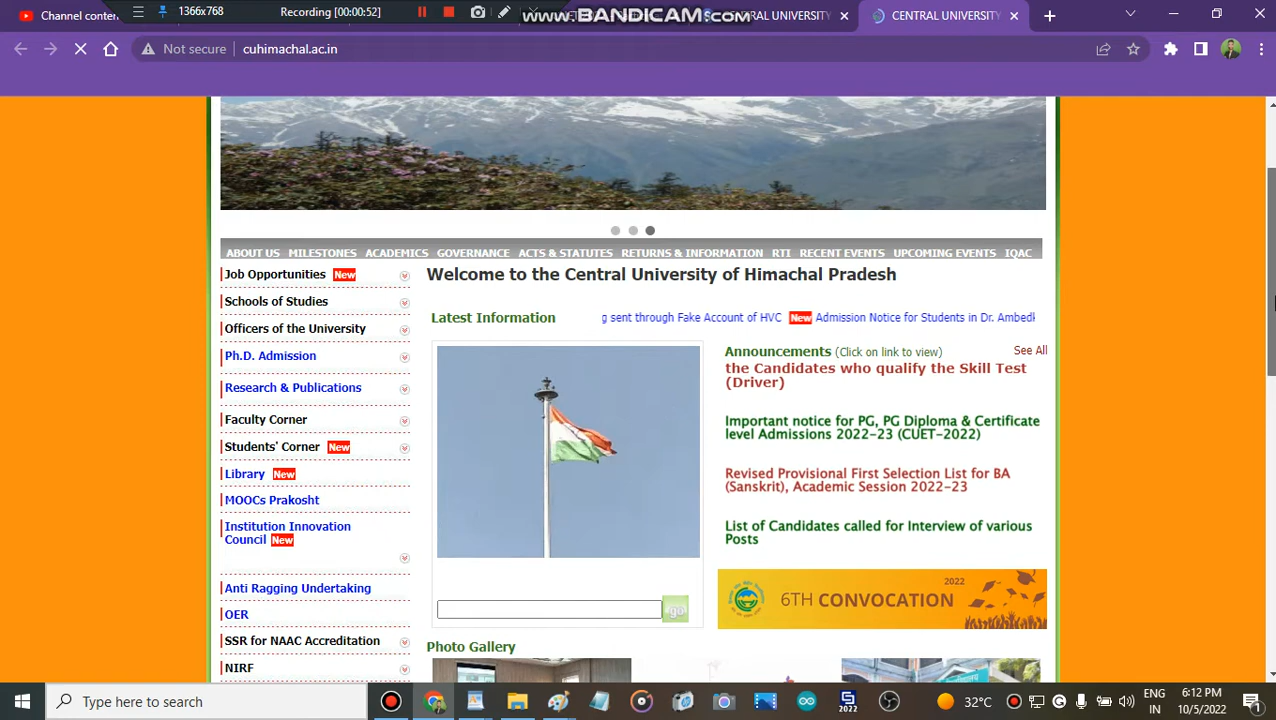 Channel conten
1366x768
Recording [00:00:52]
www.BANDICAM.com
CENTRAL UNIVERSITY
CENTRAL UNIVERSITY
Not secure
cuhimachal.ac.in
ABOUT US MILESTONES ACADEMICS GOVERNANCE ACTS & STATUTES RETURNS & INFORMATION RTI RECENT EVENTS UPCOMING EVENTS IQAC
Job Opportunities New
Schools of Studies
Officers of the University
Ph.D. Admission
Research & Publications
Faculty Corner
Students' Corner New
Library New
MOOCs Prakosht
Institution Innovation
Council New
Anti Ragging Undertaking
OER
SSR for NAAC Accreditation
NIRF
Welcome to the Central University of Himachal Pradesh
Latest Information
g sent through Fake Account of HVC New Admission Notice for Students in Dr. Ambedk
go
Announcements (Click on link to view)
See All
the Candidates who qualify the Skill Test
(Driver)
Important notice for PG, PG Diploma & Certificate
level Admissions 2022-23 (CUET-2022)
Revised Provisional First Selection List for BA
(Sanskrit), Academic Session 2022-23
List of Candidates called for Interview of various
Posts
2022
6TH CONVOCATION
Photo Gallery
Type here to search
2022
32°C
ENG
IN
6:12 PM
10/5/2022
1